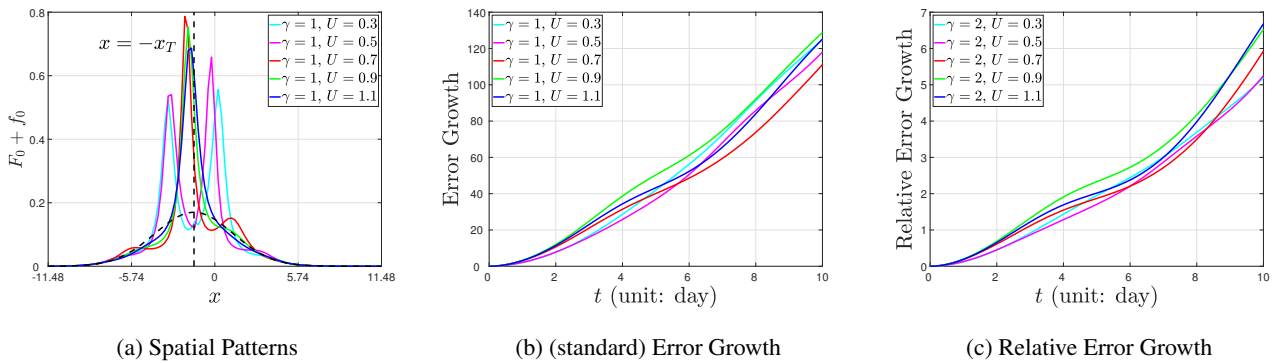 x = −x_T
γ = 1, U = 0.3
γ = 1, U = 0.5
γ = 1, U = 0.7
γ = 1, U = 0.9
γ = 1, U = 1.1
F_0 + f_0
0.8
0.6
0.4
0.2
0
-11.48 -5.74 0 5.74 11.48
x
(a) Spatial Patterns
γ = 1, U = 0.3
γ = 1, U = 0.5
γ = 1, U = 0.7
γ = 1, U = 0.9
γ = 1, U = 1.1
Error Growth
140
120
100
80
60
40
20
0
0 2 4 6 8 10
t (unit: day)
(b) (standard) Error Growth
γ = 2, U = 0.3
γ = 2, U = 0.5
γ = 2, U = 0.7
γ = 2, U = 0.9
γ = 2, U = 1.1
Relative Error Growth
7
6
5
4
3
2
1
0
0 2 4 6 8 10
t (unit: day)
(c) Relative Error Growth